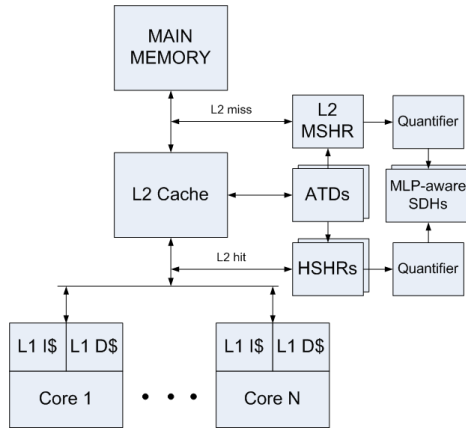 MAIN
MEMORY
L2 miss
L2
MSHR
Quantifier
L2 Cache
ATDs
MLP-aware
SDHs
L2 hit
HSHRs
Quantifier
L1 I$ L1 D$
L1 I$ L1 D$
Core 1
• • •
Core N